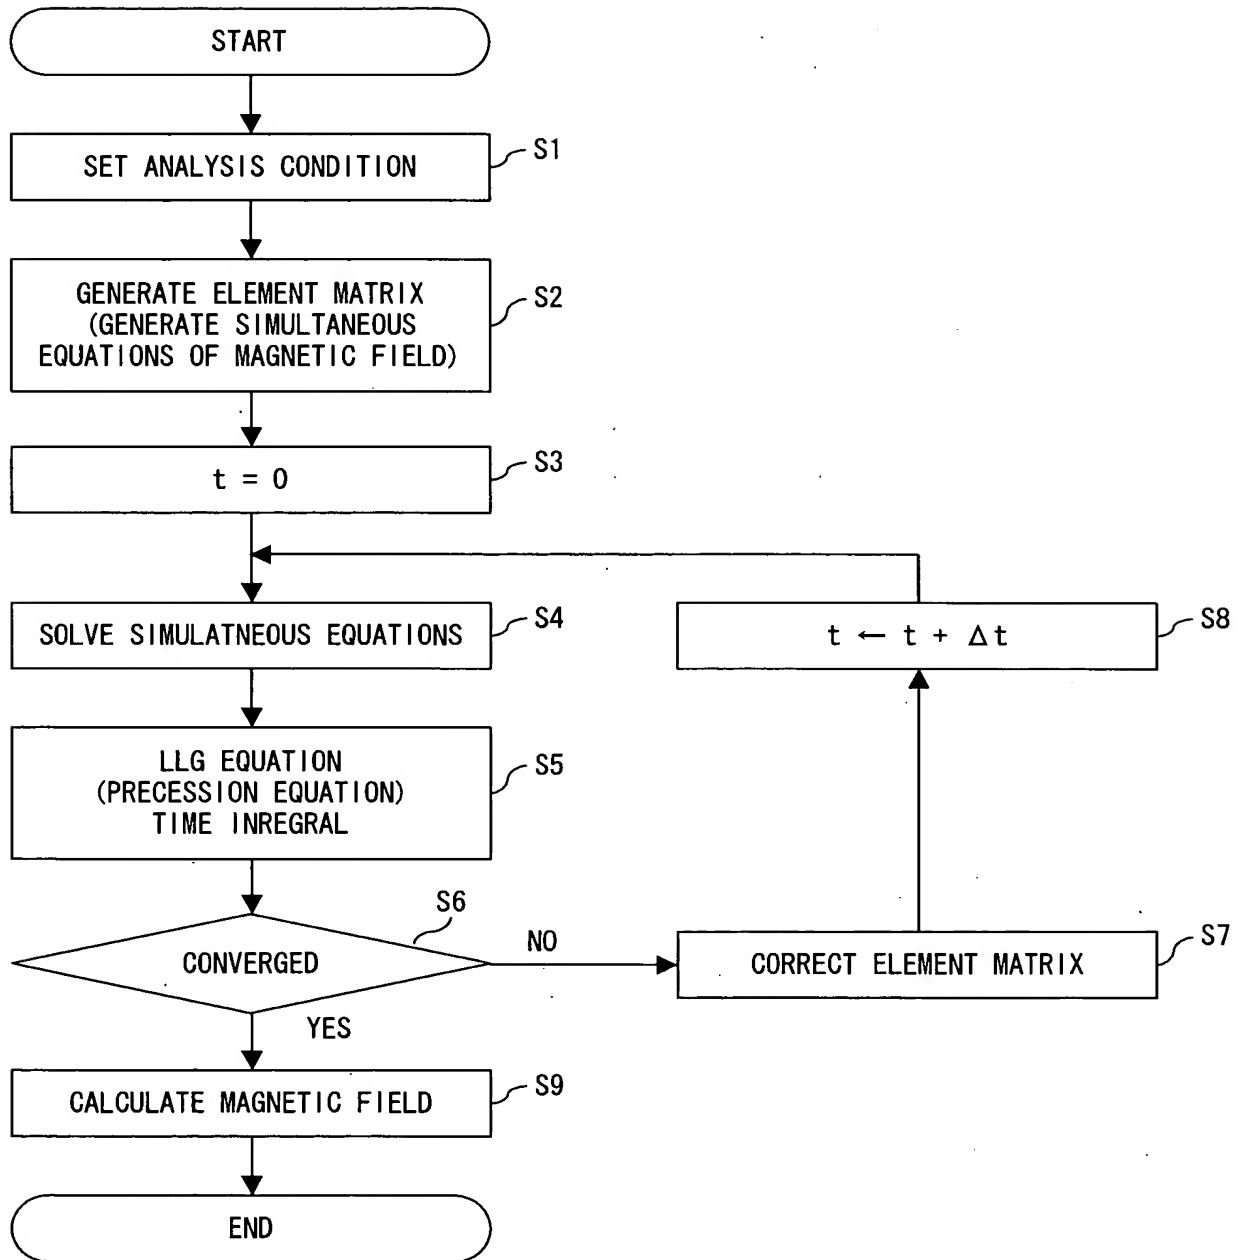 START
SET ANALYSIS CONDITION
S1
GENERATE ELEMENT MATRIX
(GENERATE SIMULTANEOUS
EQUATIONS OF MAGNETIC FIELD)
S2
t = 0
S3
SOLVE SIMULATNEOUS EQUATIONS
S4
t ← t + Δt
S8
LLG EQUATION
(PRECESSION EQUATION)
TIME INREGRAL
S5
CONVERGED
S6
NO
YES
CORRECT ELEMENT MATRIX
S7
CALCULATE MAGNETIC FIELD
S9
END